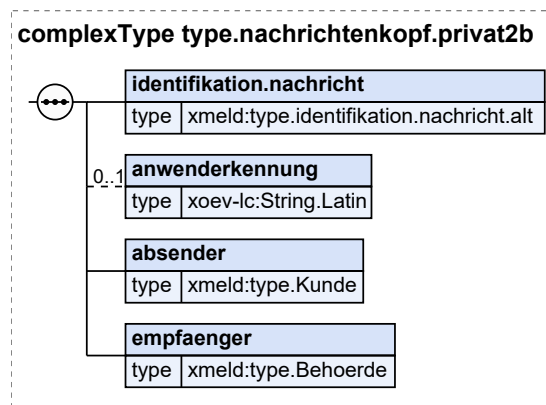 complexType type.nachrichtenkopf.privat2b
identifikation.nachricht
type xmeld:type.identifikation.nachricht.alt
0..1
anwenderkennung
type xoev-lc:String.Latin
absender
type xmeld:type.Kunde
empfaenger
type xmeld:type.Behoerde